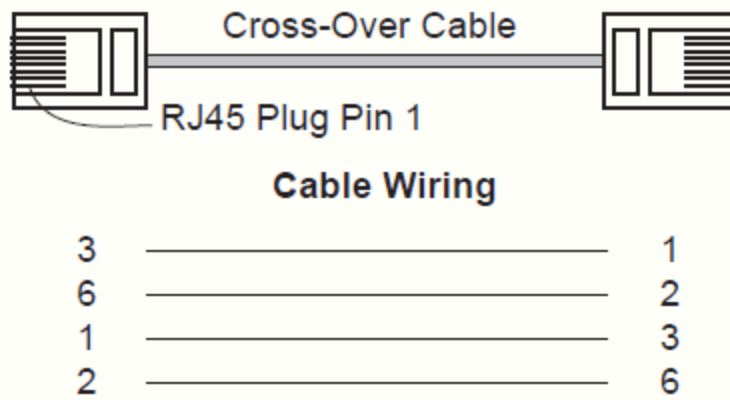 Cross-Over Cable
RJ45 Plug Pin 1
Cable Wiring
3 1
6 2
1 3
2 6